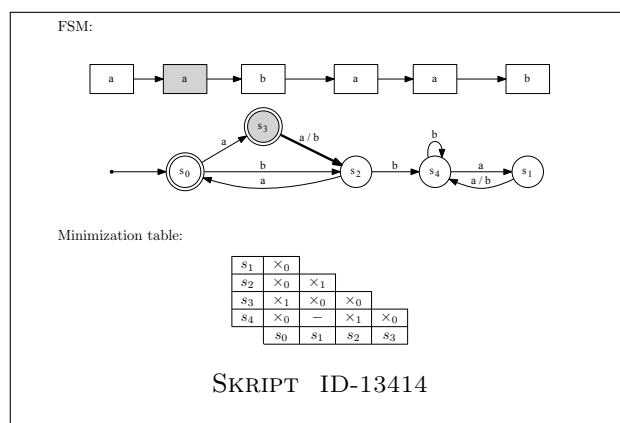 FSM:
a a b a a b
s₃
a a / b
b
s₀ b s₂ b s₄ a s₁
a a / b
Minimization table:
s₁ ×₀
s₂ ×₀ ×₁
s₃ ×₁ ×₀ ×₀
s₄ ×₀ − ×₁ ×₀
s₀ s₁ s₂ s₃
SKRIPT ID-13414